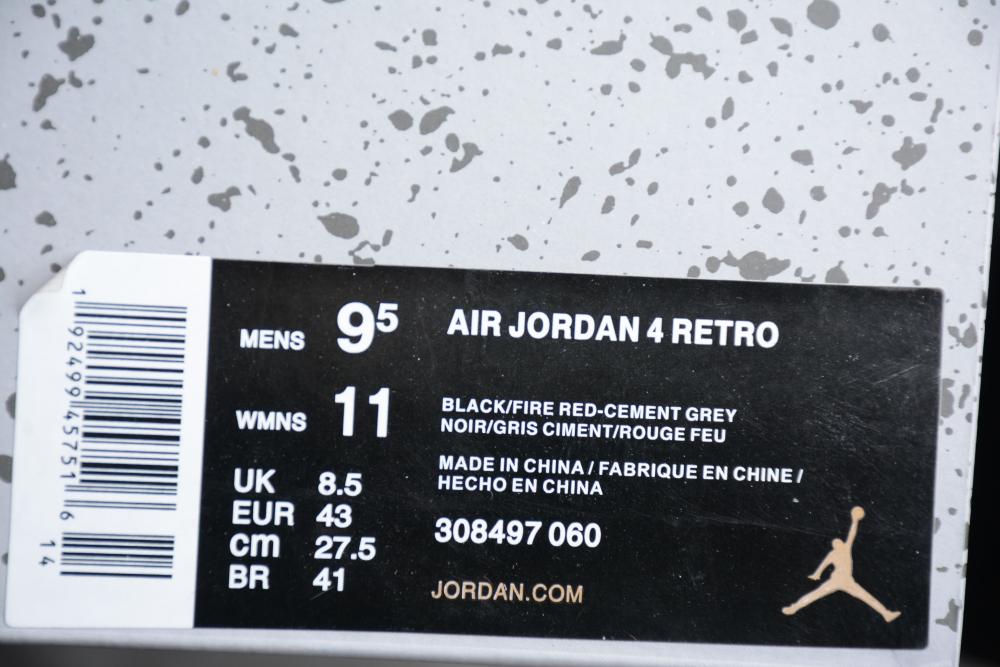 1 92499 45751 6
14
MENS 9⁵
WMNS 11
UK 8.5
EUR 43
cm 27.5
BR 41
AIR JORDAN 4 RETRO
BLACK/FIRE RED-CEMENT GREY
NOIR/GRIS CIMENT/ROUGE FEU
MADE IN CHINA / FABRIQUE EN CHINE /
HECHO EN CHINA
308497 060
JORDAN.COM